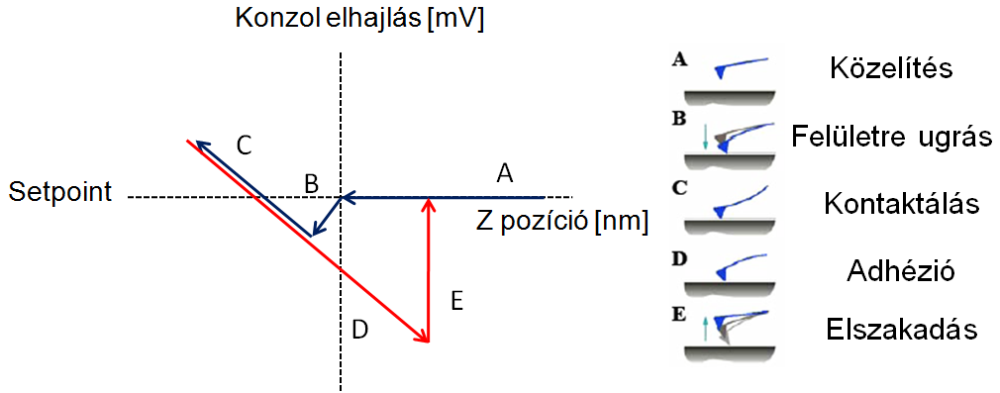 Konzol elhajlás [mV]
Setpoint
Z pozíció [nm]
A
B
C
D
E
A Közelítés
B Felületre ugrás
C Kontaktálás
D Adhézió
E Elszakadás